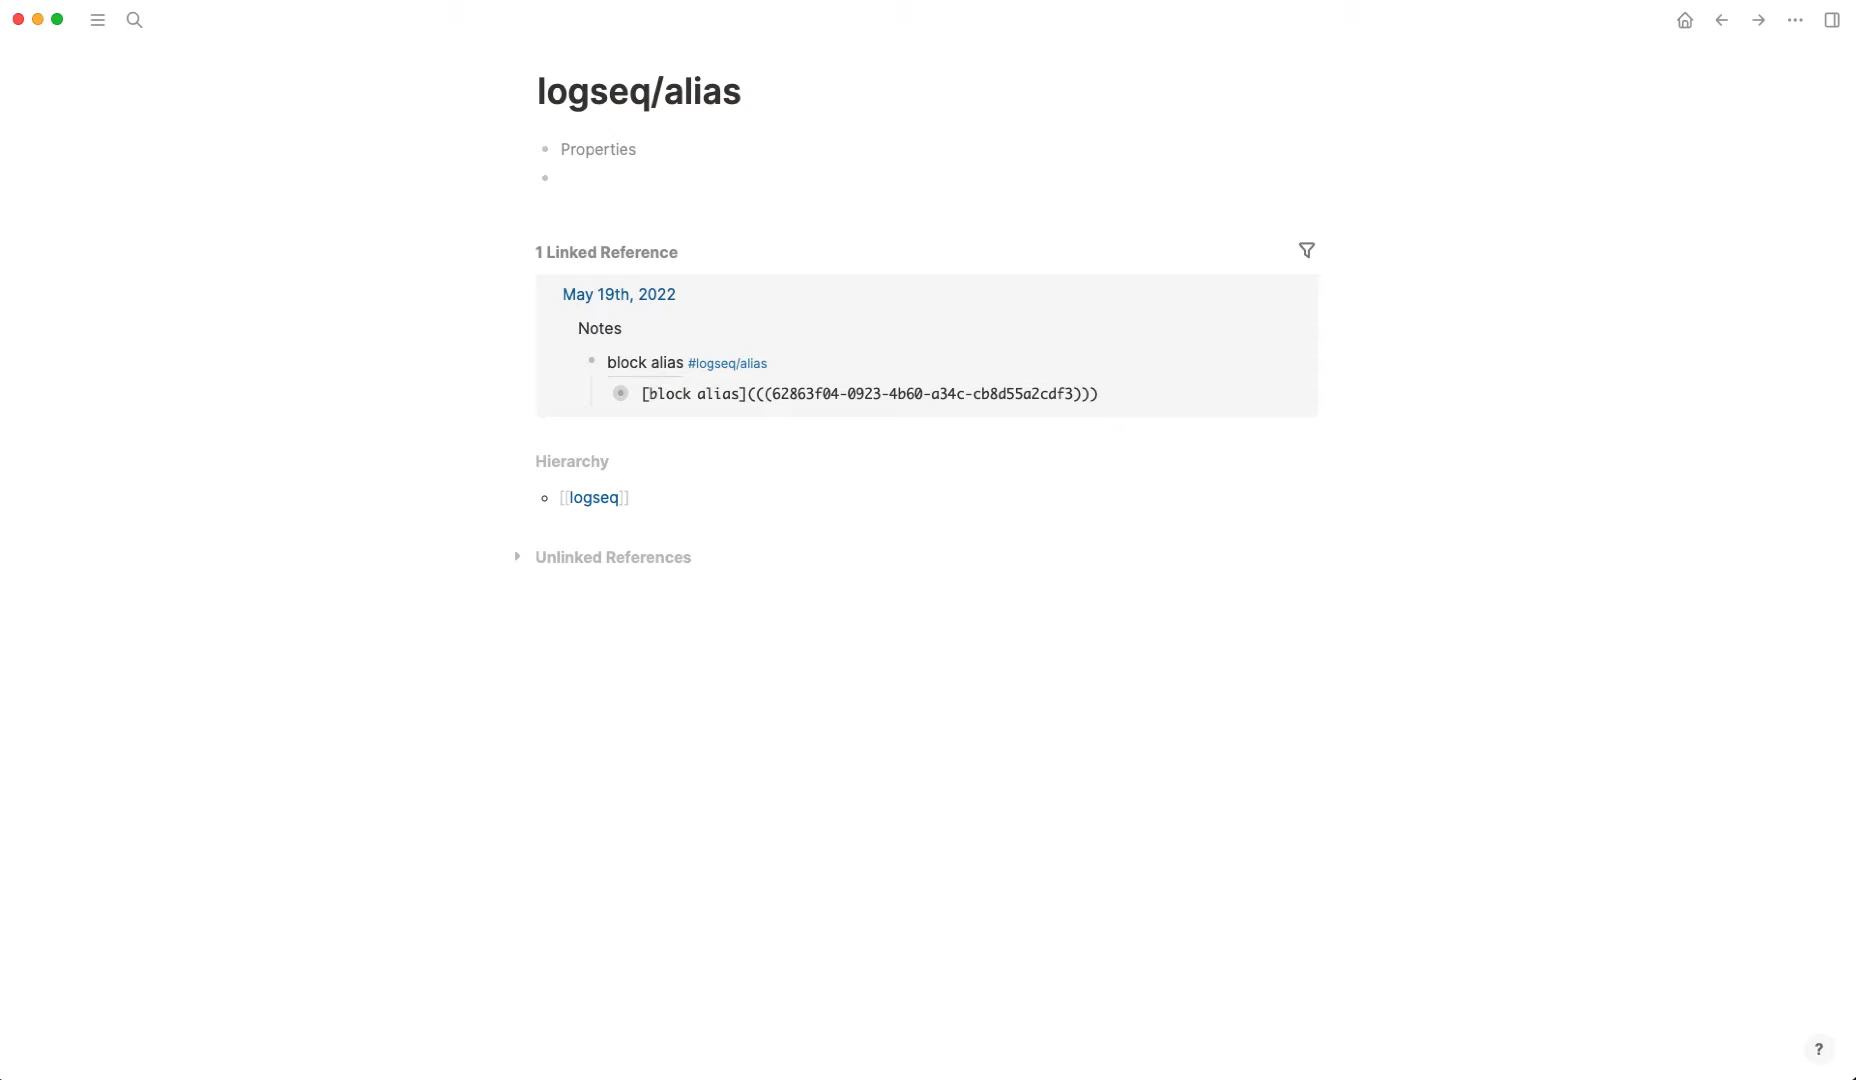 logseq/alias
Properties
1 Linked Reference
May 19th, 2022
Notes
block alias #logseq/alias
[block alias](((62863f04-0923-4b60-a34c-cb8d55a2cdf3)))
Hierarchy
[[logseq]]
Unlinked References
?